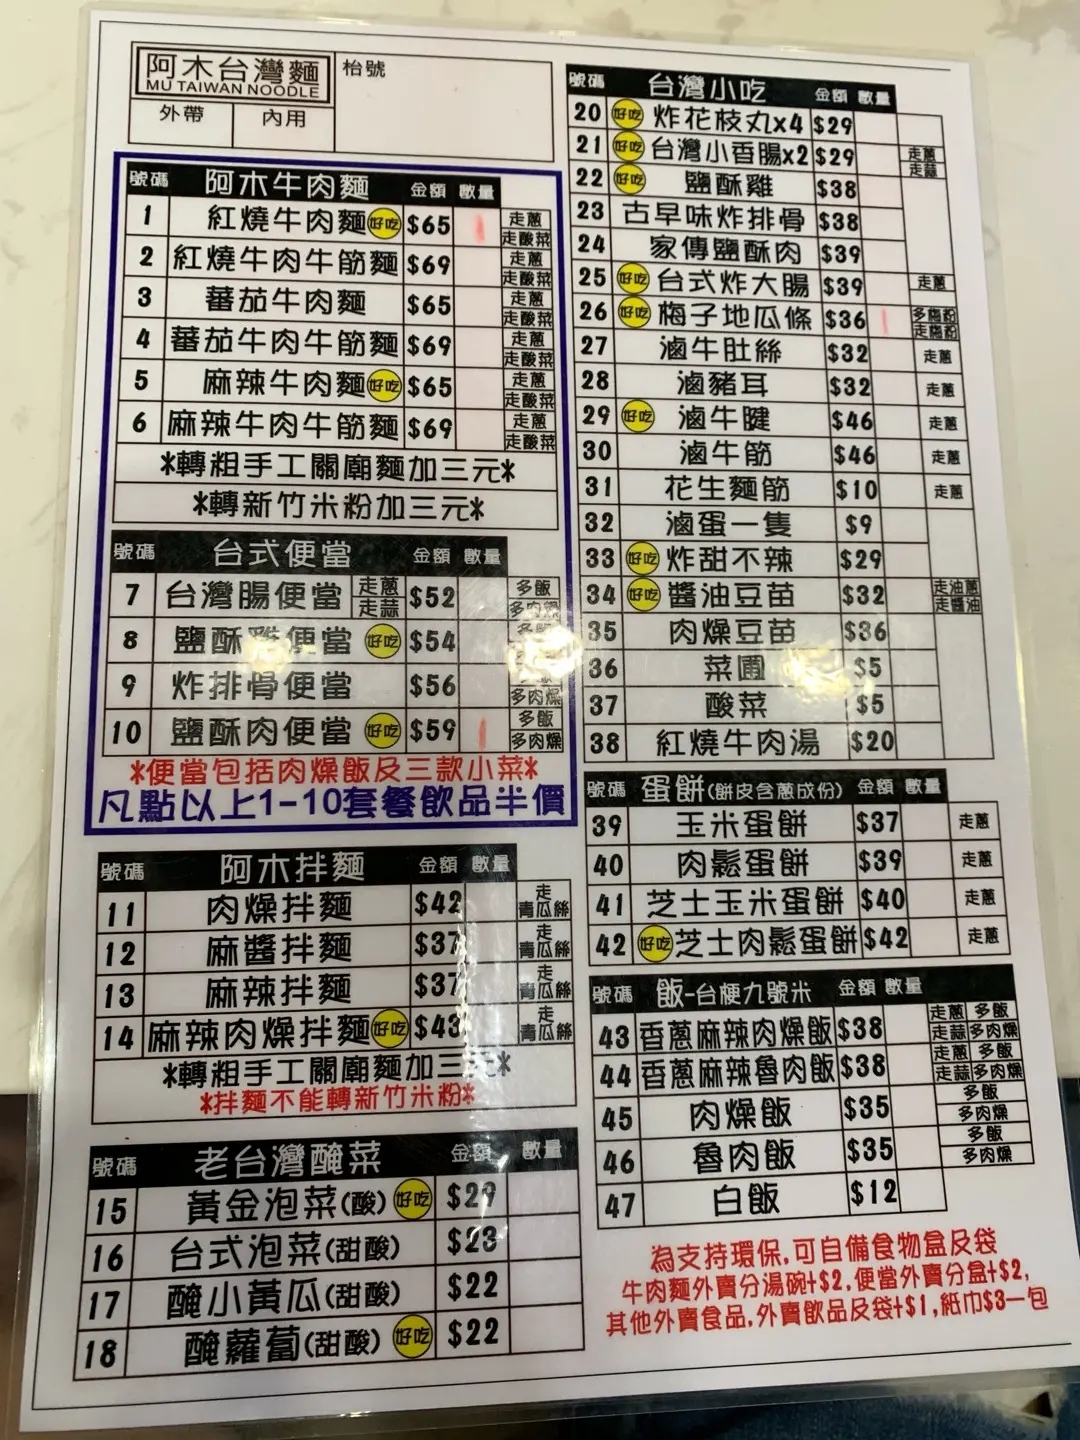 阿木台灣麵
MU TAIWAN NOODLE
枱號
外帶 內用
號碼 阿木牛肉麵 金額 數量
1 紅燒牛肉麵 好吃 $65 走蔥 走酸菜
2 紅燒牛肉牛筋麵 $69 走蔥 走酸菜
3 蕃茄牛肉麵 $65 走蔥 走酸菜
4 蕃茄牛肉牛筋麵 $69 走蔥 走酸菜
5 麻辣牛肉麵 好吃 $65 走蔥 走酸菜
6 麻辣牛肉牛筋麵 $69 走蔥 走酸菜
*轉粗手工關廟麵加三元*
*轉新竹米粉加三元*
號碼 台式便當 金額 數量
7 台灣腸便當 走蔥 走蒜 $52 多飯 多肉燥
8 鹽酥雞便當 好吃 $54
9 炸排骨便當 $56 多肉燥
10 鹽酥肉便當 好吃 $59 多飯 多肉燥
*便當包括肉燥飯及三款小菜*
凡點以上1-10套餐飲品半價
號碼 阿木拌麵 金額 數量
11 肉燥拌麵 $42 走青瓜絲
12 麻醬拌麵 $37 走青瓜絲
13 麻辣拌麵 $37 走青瓜絲
14 麻辣肉燥拌麵 好吃 $43 走青瓜絲
*轉粗手工關廟麵加三元*
*拌麵不能轉新竹米粉*
號碼 老台灣醃菜 金額 數量
15 黃金泡菜(酸) 好吃 $29
16 台式泡菜(甜酸) $23
17 醃小黃瓜(甜酸) $22
18 醃蘿蔔(甜酸) 好吃 $22
號碼 台灣小吃 金額 數量
20 好吃 炸花枝丸x4 $29
21 好吃 台灣小香腸x2 $29 走蔥 走蒜
22 好吃 鹽酥雞 $38
23 古早味炸排骨 $38
24 家傳鹽酥肉 $39
25 好吃 台式炸大腸 $39 走蔥
26 好吃 梅子地瓜條 $36 多梅粉 走梅粉
27 滷牛肚絲 $32 走蔥
28 滷豬耳 $32 走蔥
29 好吃 滷牛腱 $46 走蔥
30 滷牛筋 $46 走蔥
31 花生麵筋 $10 走蔥
32 滷蛋一隻 $9
33 好吃 炸甜不辣 $29
34 好吃 醬油豆苗 $32 走油蔥 走醬油
35 肉燥豆苗 $36
36 菜圃 $5
37 酸菜 $5
38 紅燒牛肉湯 $20
號碼 蛋餅(餅皮含蔥成份) 金額 數量
39 玉米蛋餅 $37 走蔥
40 肉鬆蛋餅 $39 走蔥
41 芝士玉米蛋餅 $40 走蔥
42 好吃 芝士肉鬆蛋餅 $42 走蔥
號碼 飯-台梗九號米 金額 數量
43 香蔥麻辣肉燥飯 $38 走蔥 多飯 走蒜 多肉燥
44 香蔥麻辣魯肉飯 $38 走蔥 多飯 走蒜 多肉燥
45 肉燥飯 $35 多飯 多肉燥
46 魯肉飯 $35 多飯 多肉燥
47 白飯 $12
為支持環保,可自備食物盒及袋
牛肉麵外賣分湯碗+$2,便當外賣分盒+$2,
其他外賣食品,外賣飲品及袋+$1,紙巾$3一包